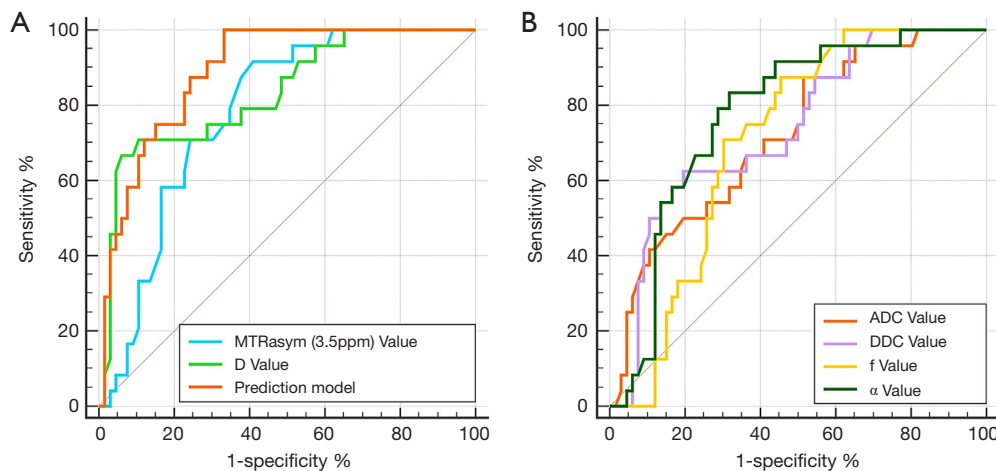 A
Sensitivity %
100
80
60
40
20
0
0 20 40 60 80 100
1-specificity %
MTRasym (3.5ppm) Value
D Value
Prediction model
B
Sensitivity %
100
80
60
40
20
0
0 20 40 60 80 100
1-specificity %
ADC Value
DDC Value
f Value
α Value